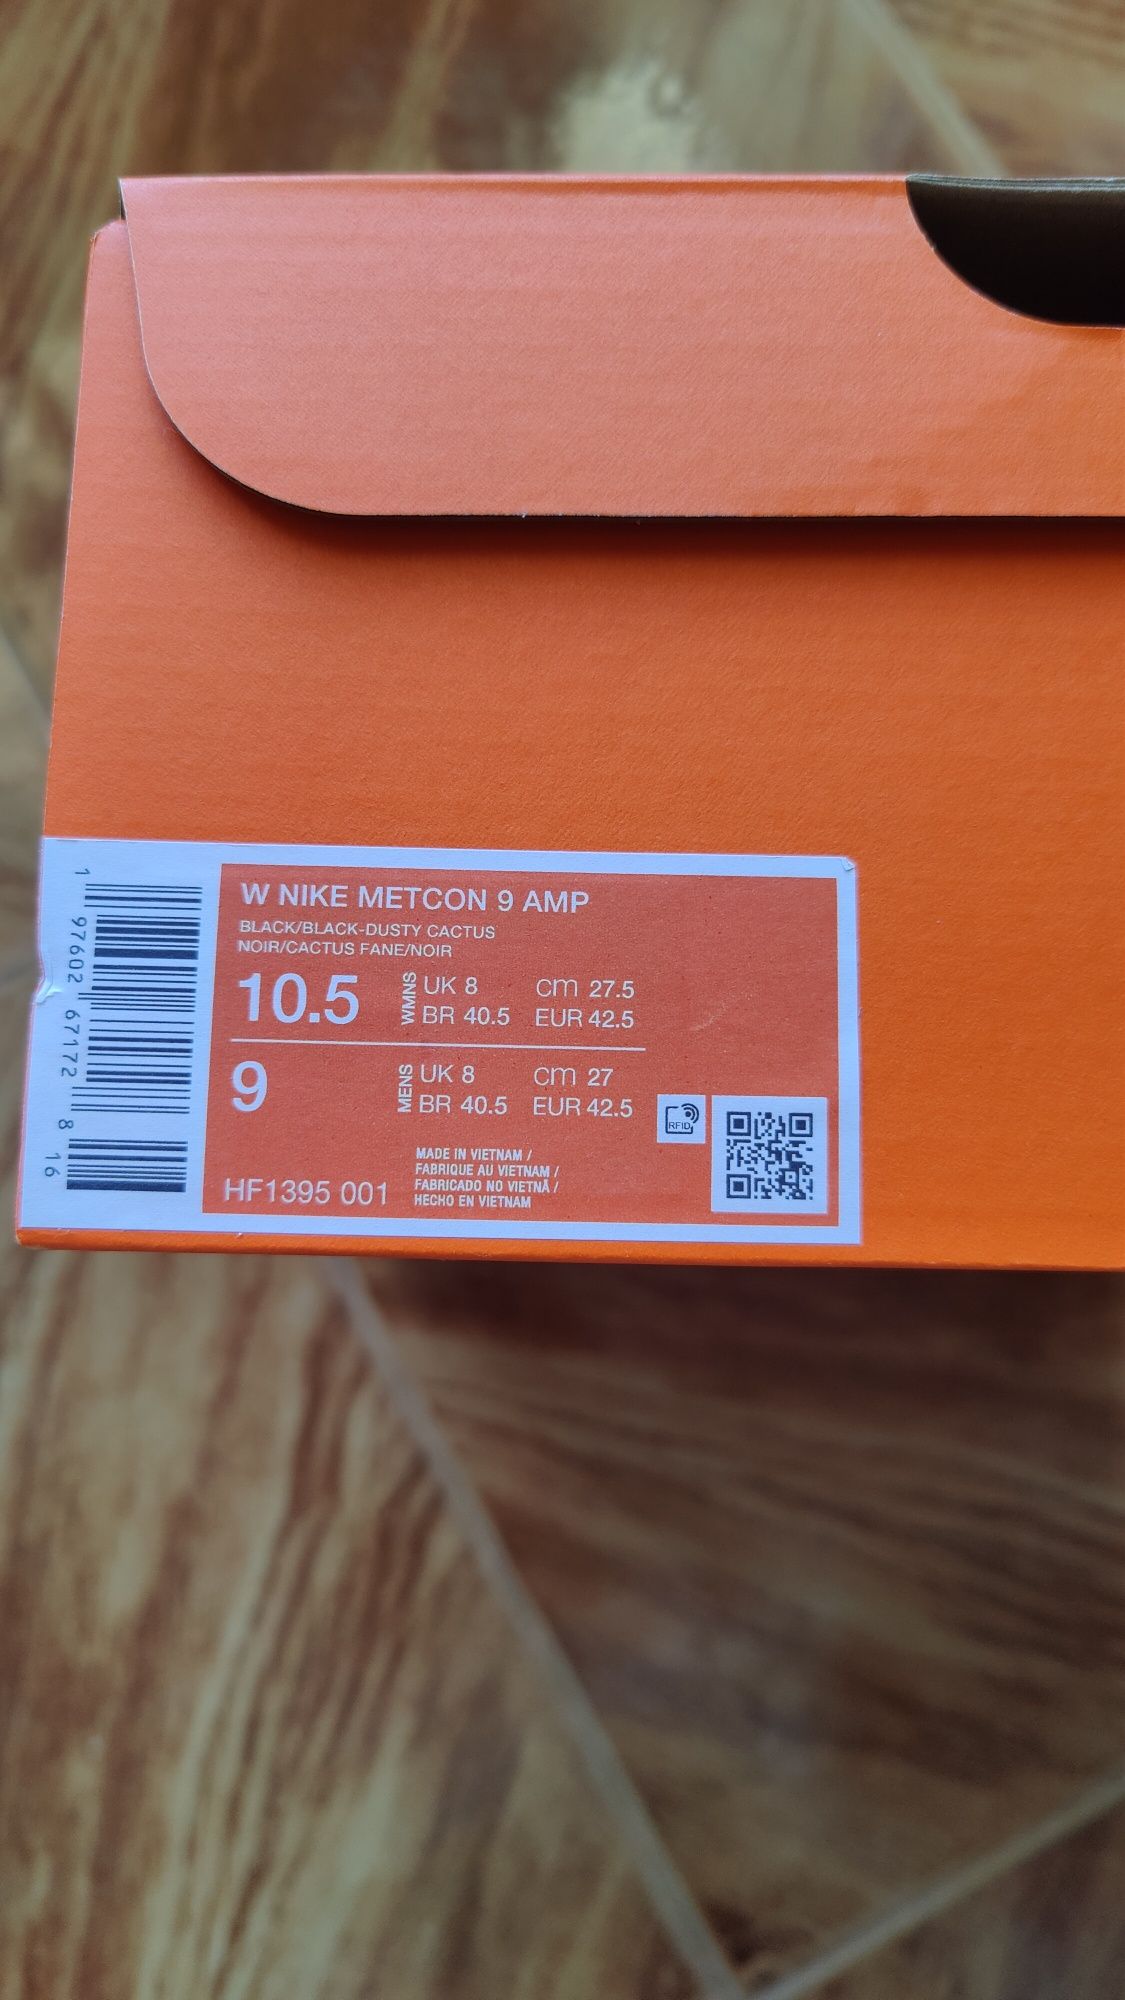 W NIKE METCON 9 AMP
BLACK/BLACK-DUSTY CACTUS
NOIR/CACTUS FANE/NOIR
10.5 WMNS UK 8 cm 27.5
BR 40.5 EUR 42.5
9 MENS UK 8 cm 27
BR 40.5 EUR 42.5
RFID
MADE IN VIETNAM /
FABRIQUE AU VIETNAM /
FABRICADO NO VIETNÃ /
HECHO EN VIETNAM
HF1395 001
1 97602 67172 8 16